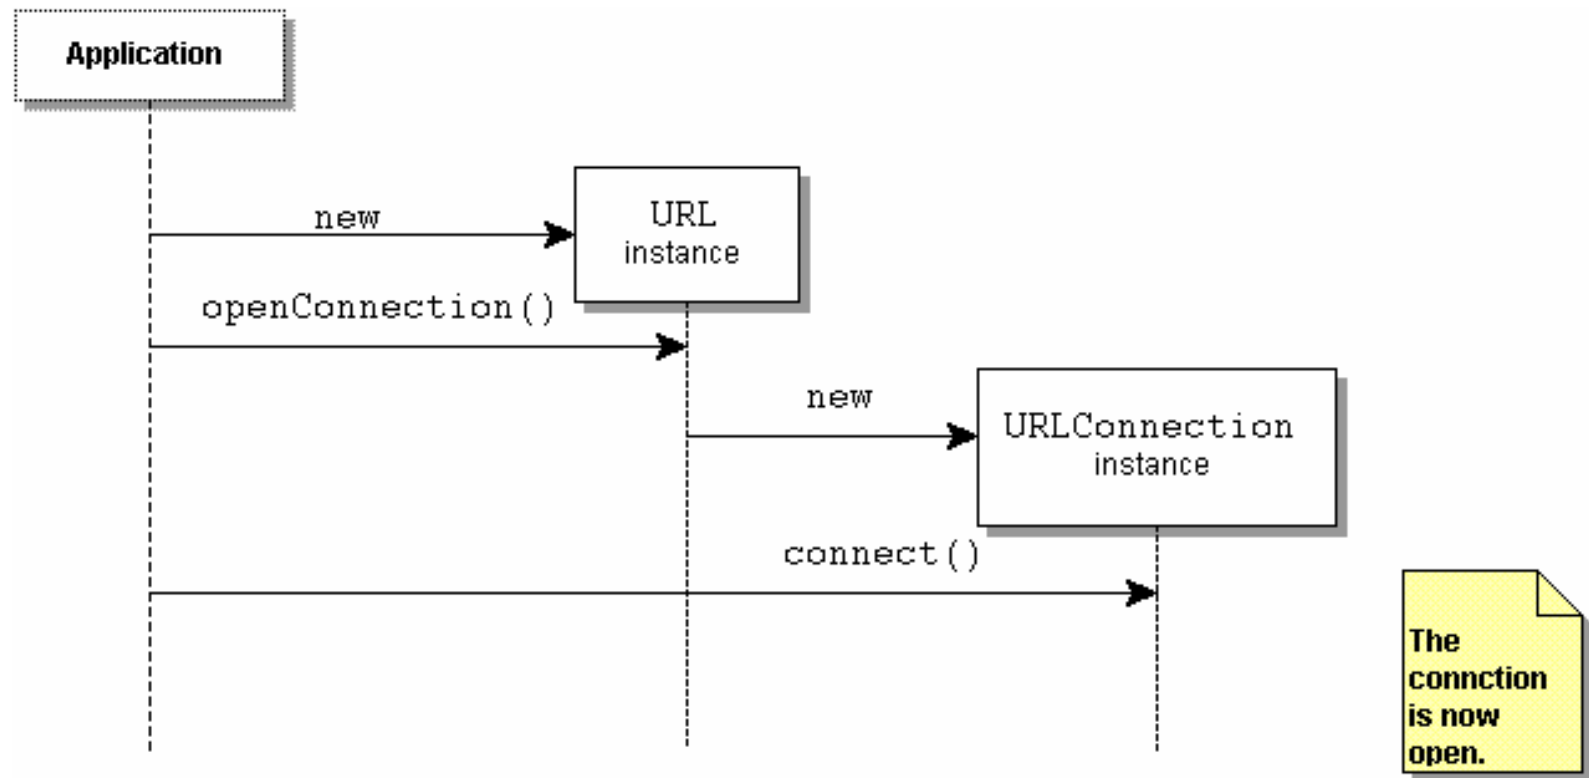 Application
new
URL
instance
openConnection()
new
URLConnection
instance
connect()
The
connction
is now
open.